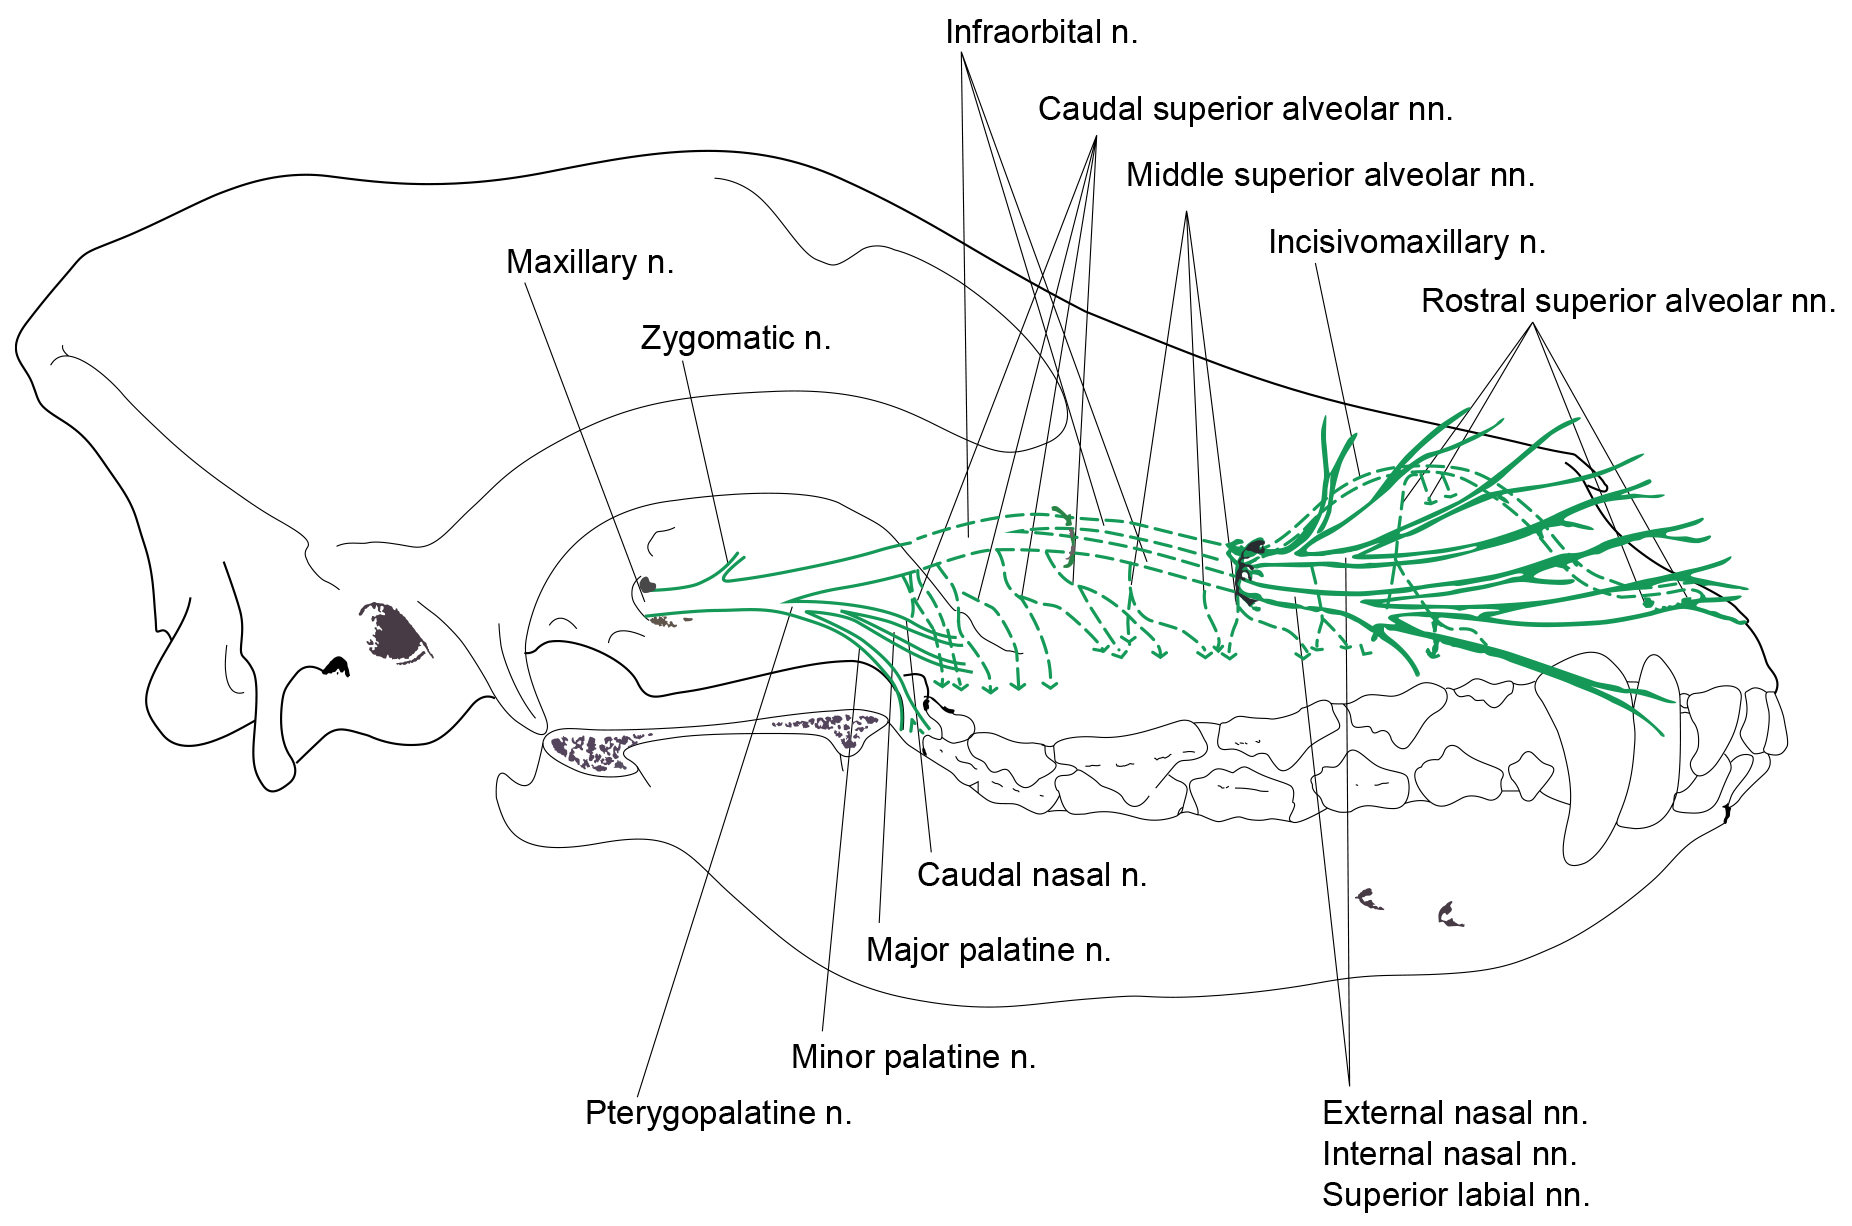 Infraorbital n.
Caudal superior alveolar nn.
Middle superior alveolar nn.
Incisivomaxillary n.
Maxillary n.
Rostral superior alveolar nn.
Zygomatic n.
Caudal nasal n.
Major palatine n.
Minor palatine n.
Pterygopalatine n.
External nasal nn.
Internal nasal nn.
Superior labial nn.